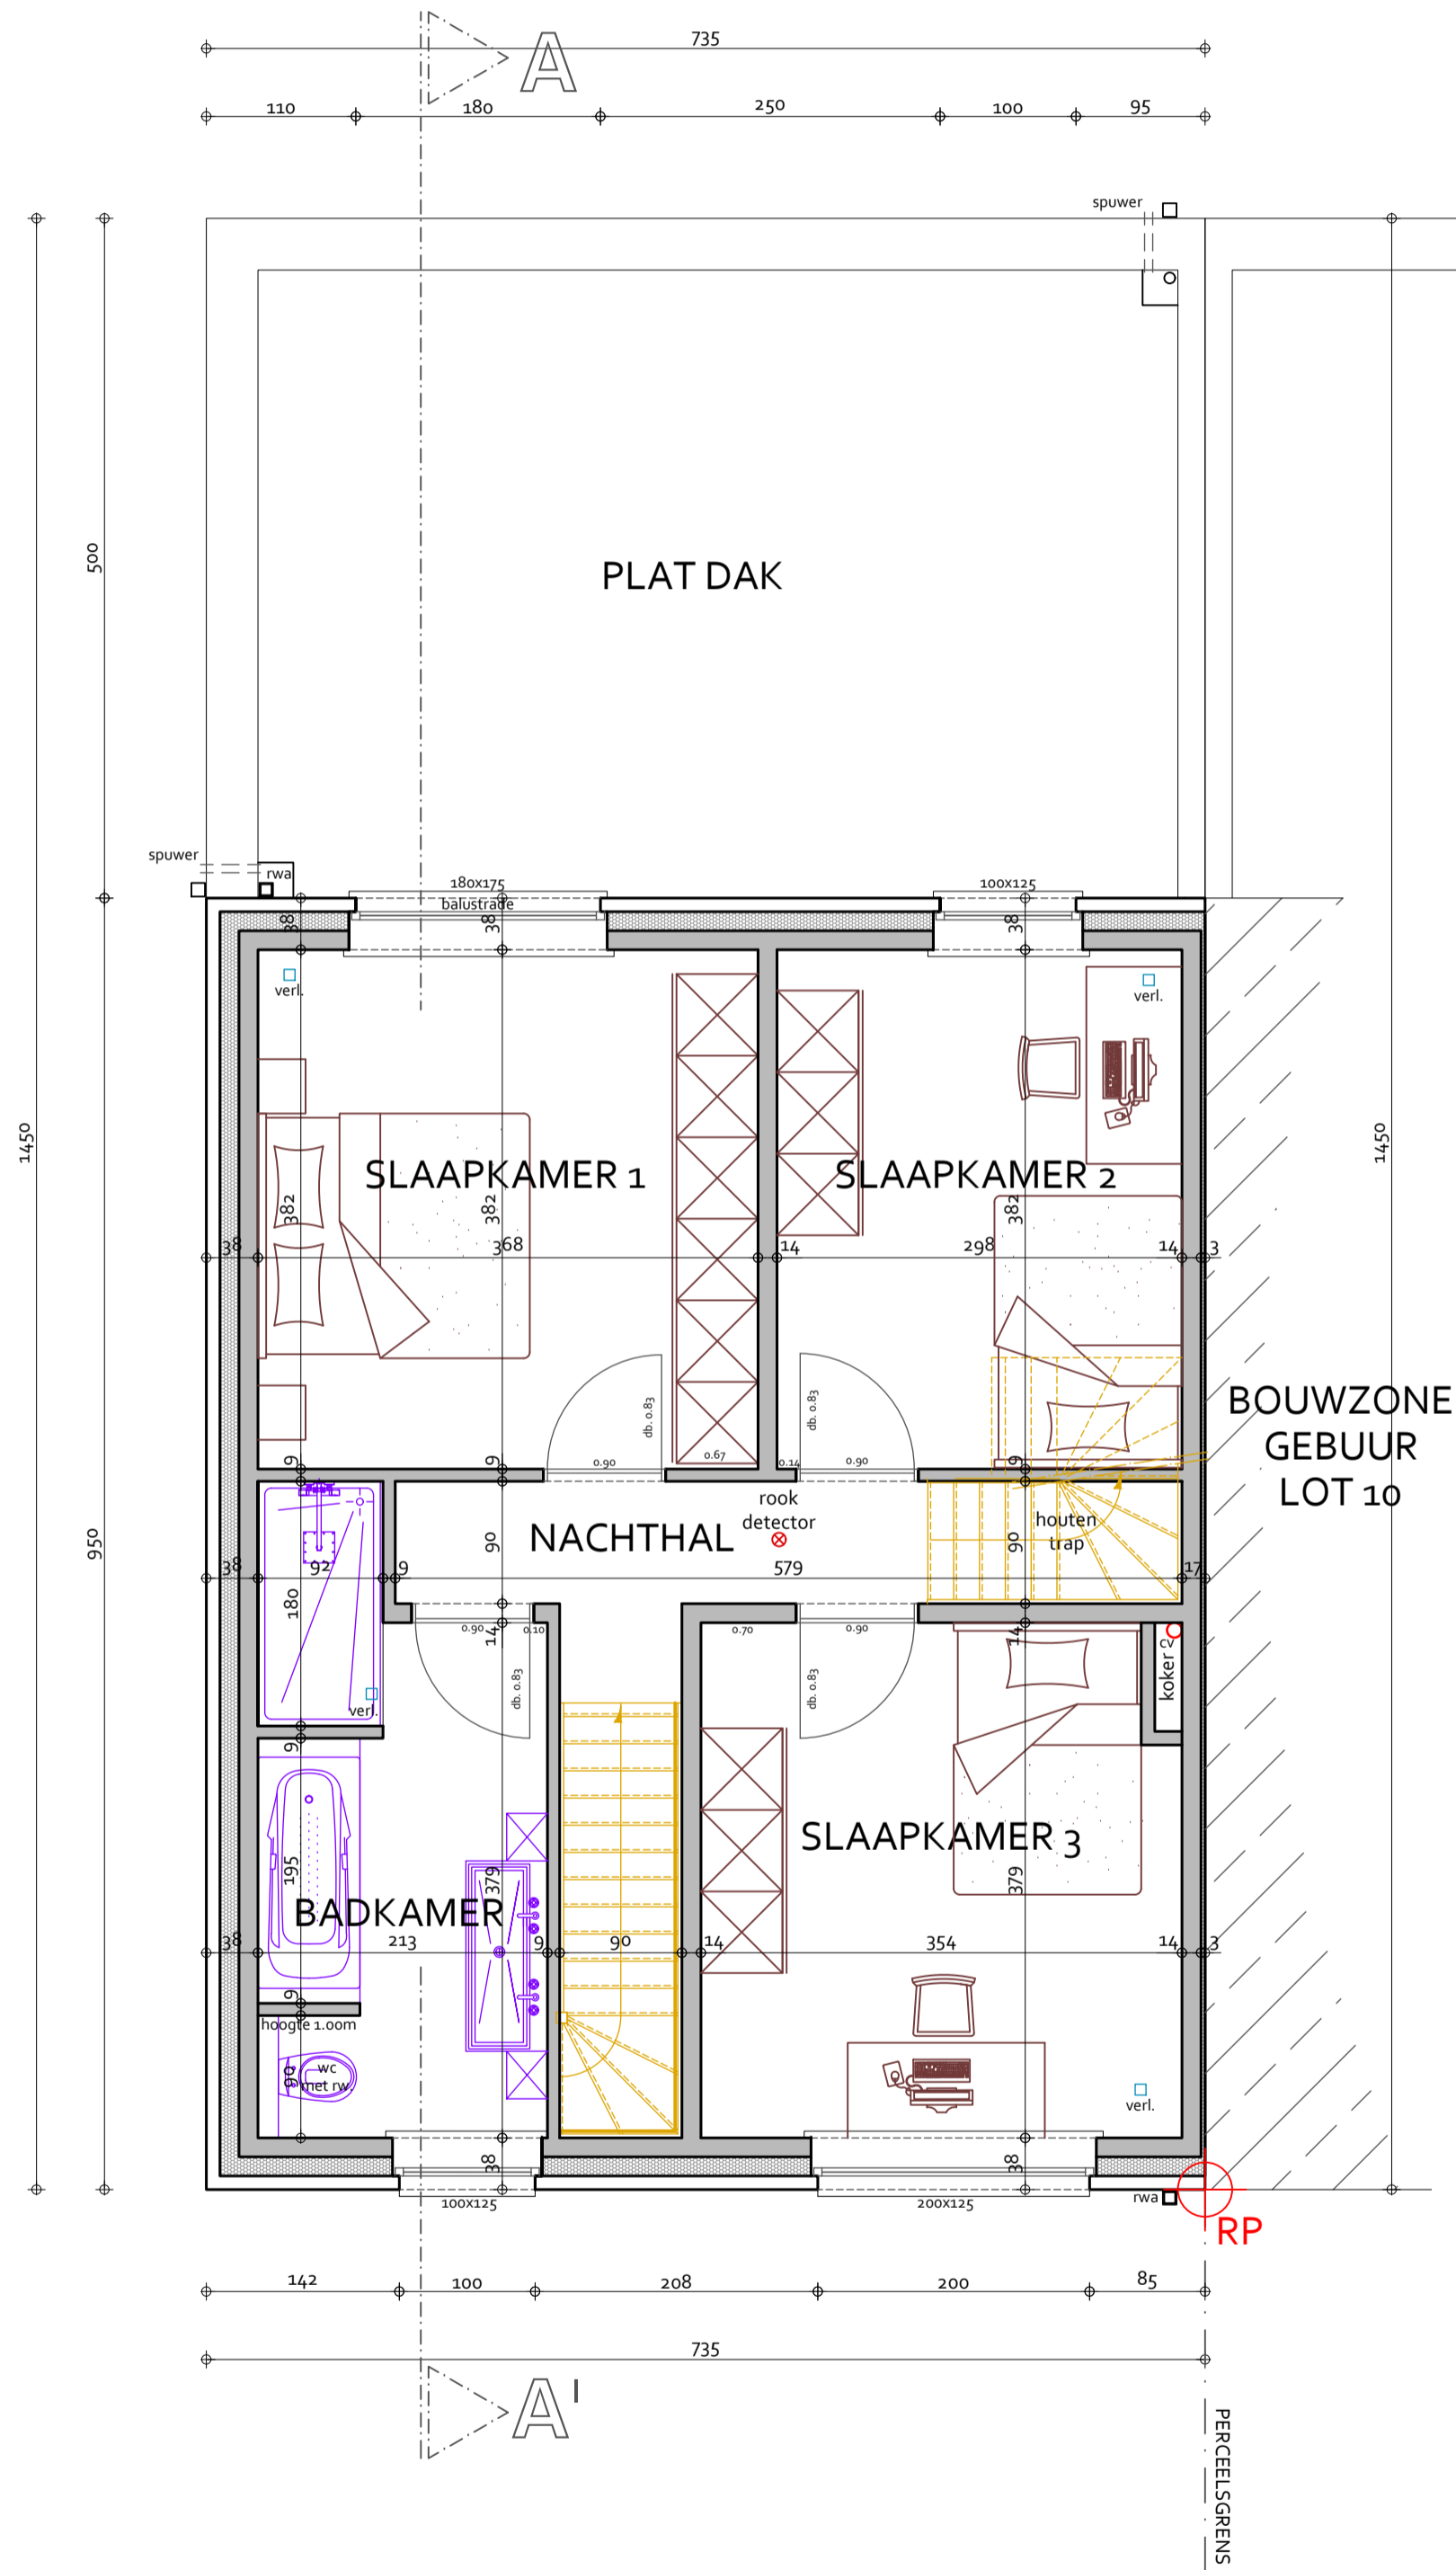 735
A
110 180 250 100 95
spuwer
500
PLAT DAK
spuwer
rwa
180x175
balustrade
100x125
38 38 38
verl.
verl.
1450
1450
SLAAPKAMER 1
SLAAPKAMER 2
382 382 382
38 368 14 298 14 3
BOUWZONE
GEBUUR
LOT 10
db. 0.83
db. 0.83
9 9 9
0.90 0.67 0.14 0.90
rook
detector
NACHTHAL
houten
trap
950
90 90
38 92 9 579 17
180
0.90 0.10 0.70 0.90
14 14
cv
koker
db. 0.83
db. 0.83
verl.
9
SLAAPKAMER 3
195 379 379
BADKAMER
38 213 9 90 14 354 14 3
9
hoogte 1.00m
wc
met rw.
90
verl.
38 38
100x125
200x125
rwa
RP
142 100 208 200 85
735
A'
PERCEELSGRENS